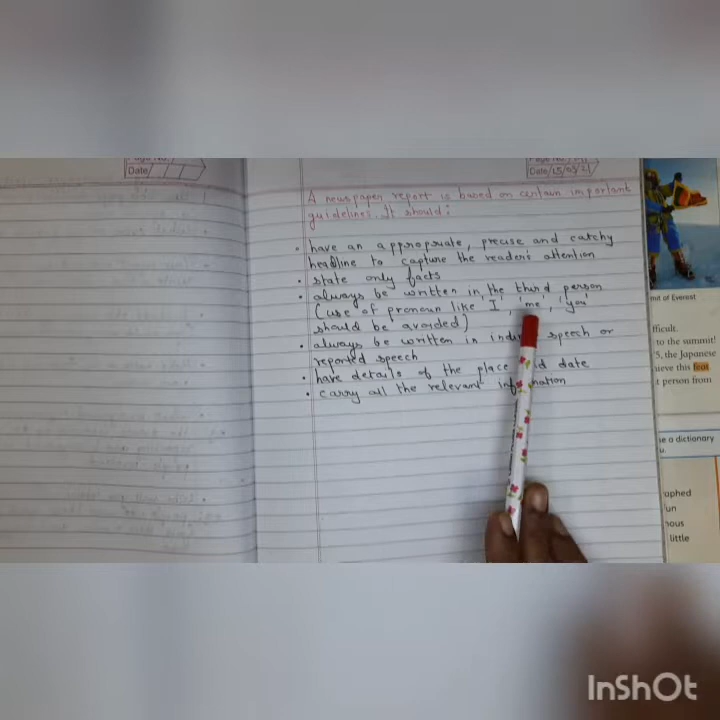 Date
Date 15/03/21
A newspaper report is based on certain important
guidelines. It should:
• have an appropriate, precise and catchy
headline to capture the reader's attention
• state only facts
• always be written in the third person
(use of pronoun like 'I', 'me', 'you'
should be avoided)
• always be written in indi speech or
reported speech
• have details of the place nd date
• carry all the relevant inf mation
mit of Everest
fficult.
to the summit!
5, the Japanese
ieve this feat
t person from
se a dictionary
u.
aphed
un
nous
little
InShOt